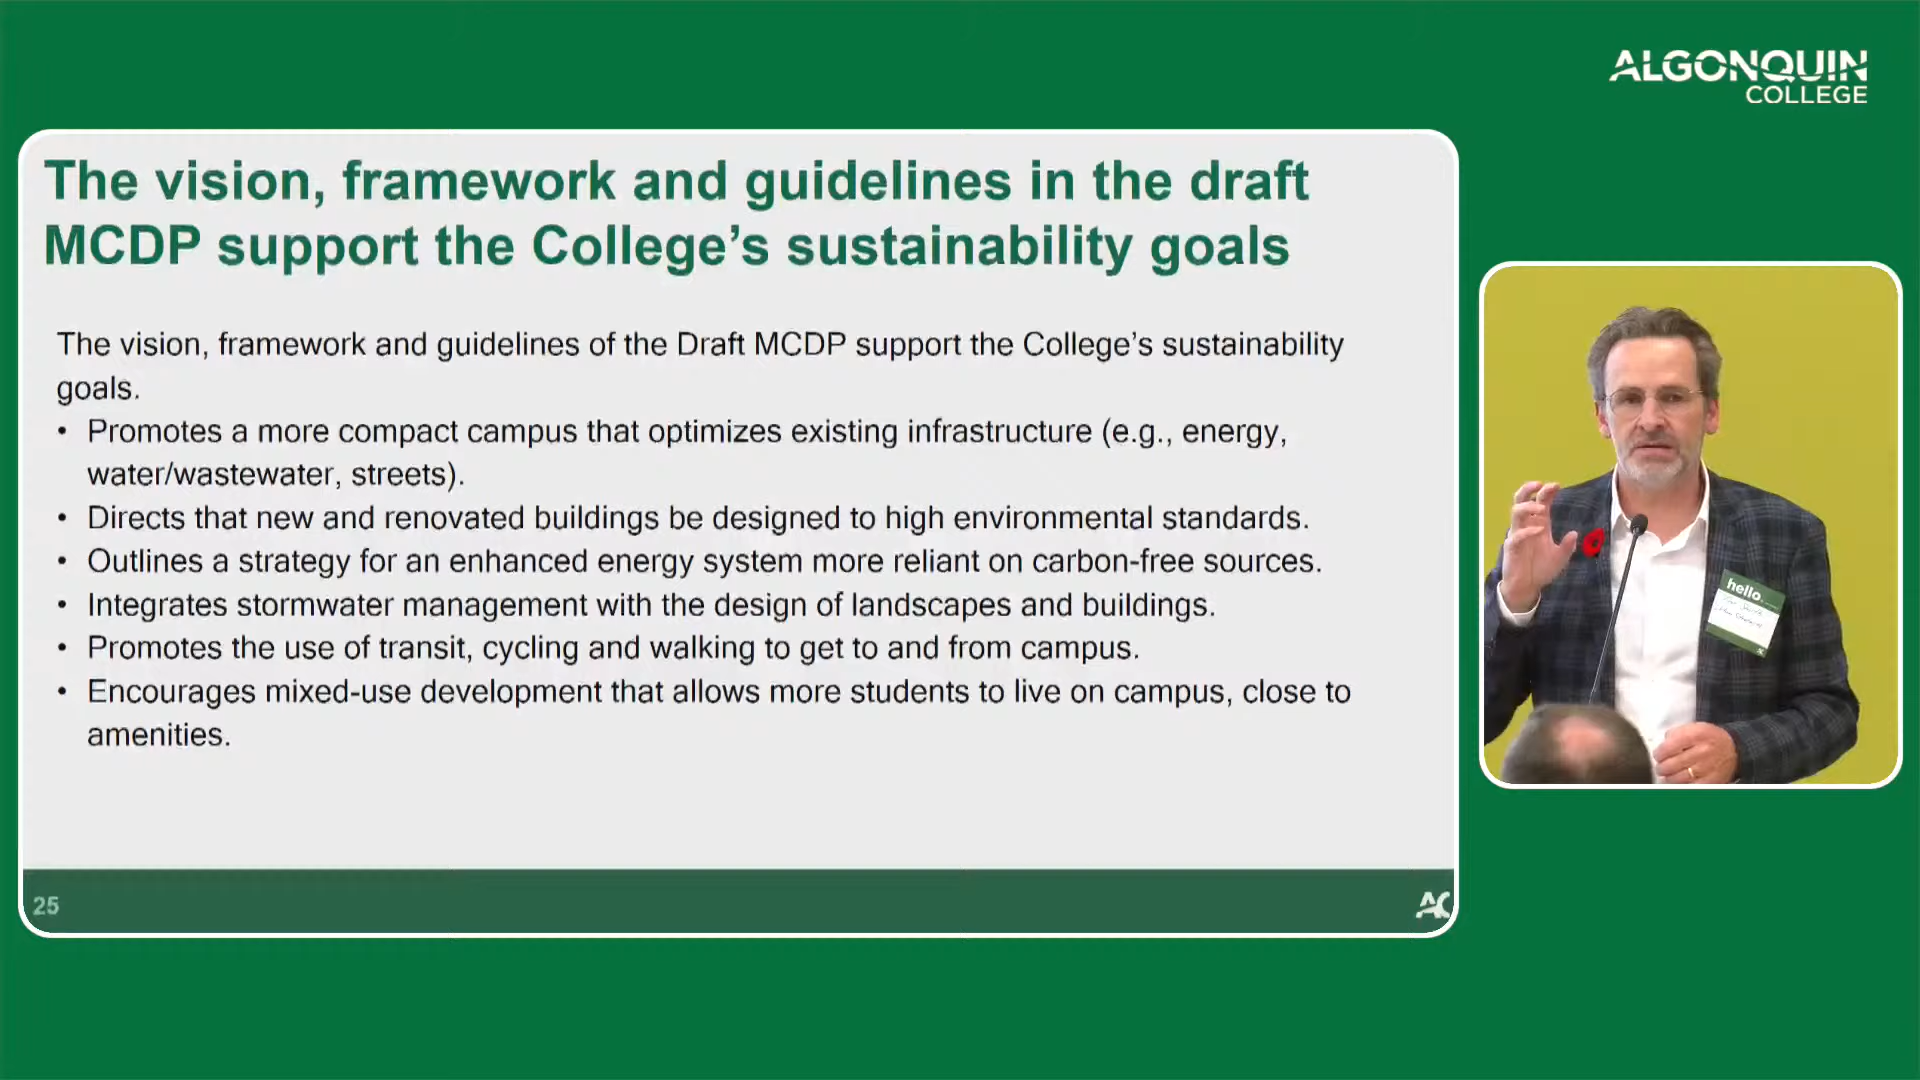 ALGONQUIN
COLLEGE
The vision, framework and guidelines in the draft
MCDP support the College’s sustainability goals
The vision, framework and guidelines of the Draft MCDP support the College’s sustainability
goals.
• Promotes a more compact campus that optimizes existing infrastructure (e.g., energy,
water/wastewater, streets).
• Directs that new and renovated buildings be designed to high environmental standards.
• Outlines a strategy for an enhanced energy system more reliant on carbon-free sources.
• Integrates stormwater management with the design of landscapes and buildings.
• Promotes the use of transit, cycling and walking to get to and from campus.
• Encourages mixed-use development that allows more students to live on campus, close to
amenities.
hello.
25
AC